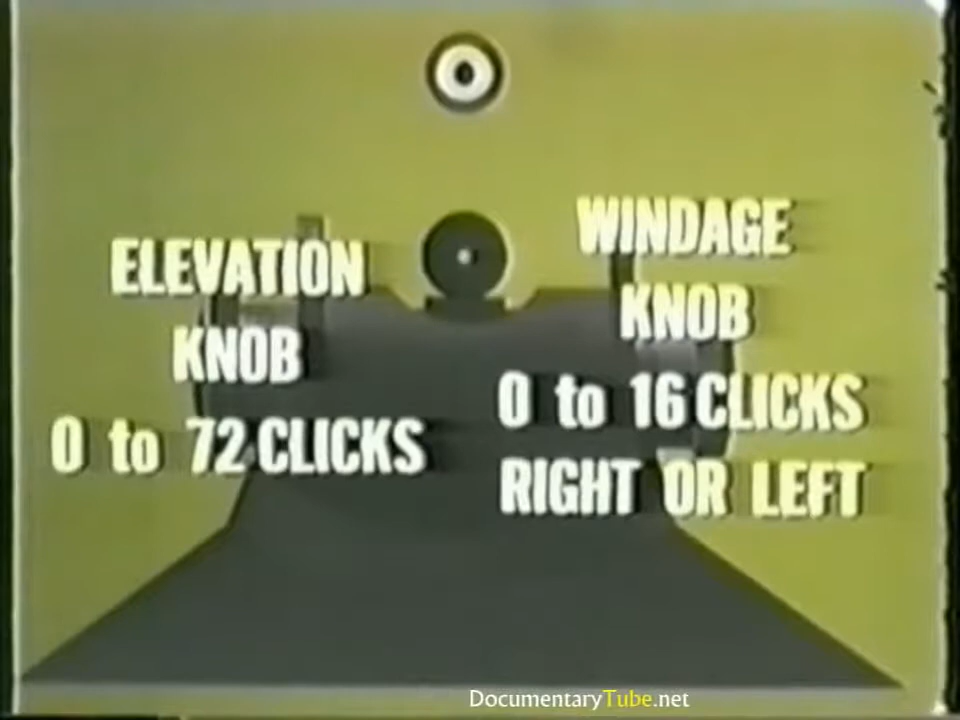 ELEVATION
KNOB
0 to 72 CLICKS
WINDAGE
KNOB
0 to 16 CLICKS
RIGHT OR LEFT
DocumentaryTube.net